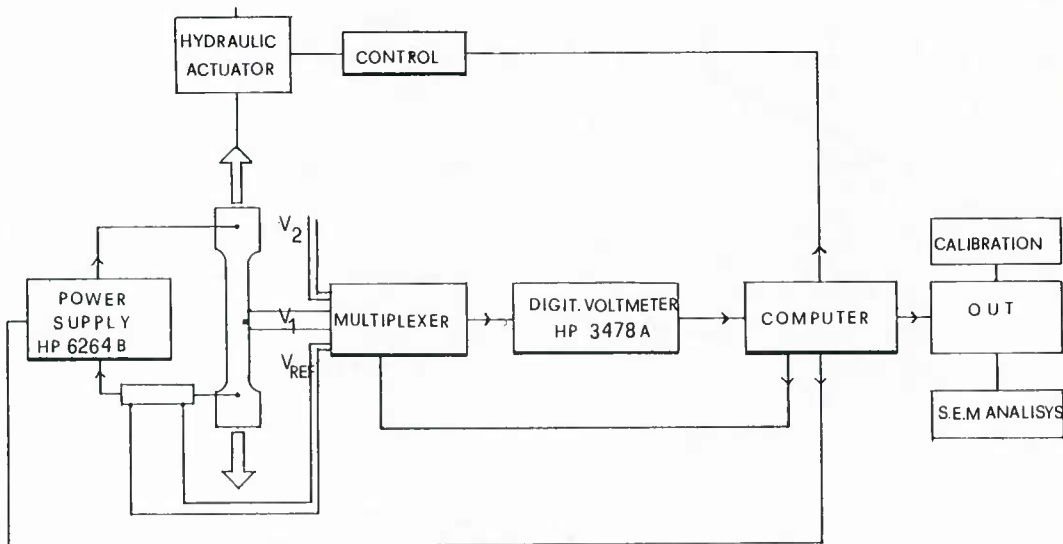 HYDRAULIC
ACTUATOR
CONTROL
V2
CALIBRATION
POWER
SUPPLY
HP 6264 B
V1
MULTIPLEXER
DIGIT. VOLTMETER
HP 3478 A
COMPUTER
OUT
VREF
S.E.M ANALISYS